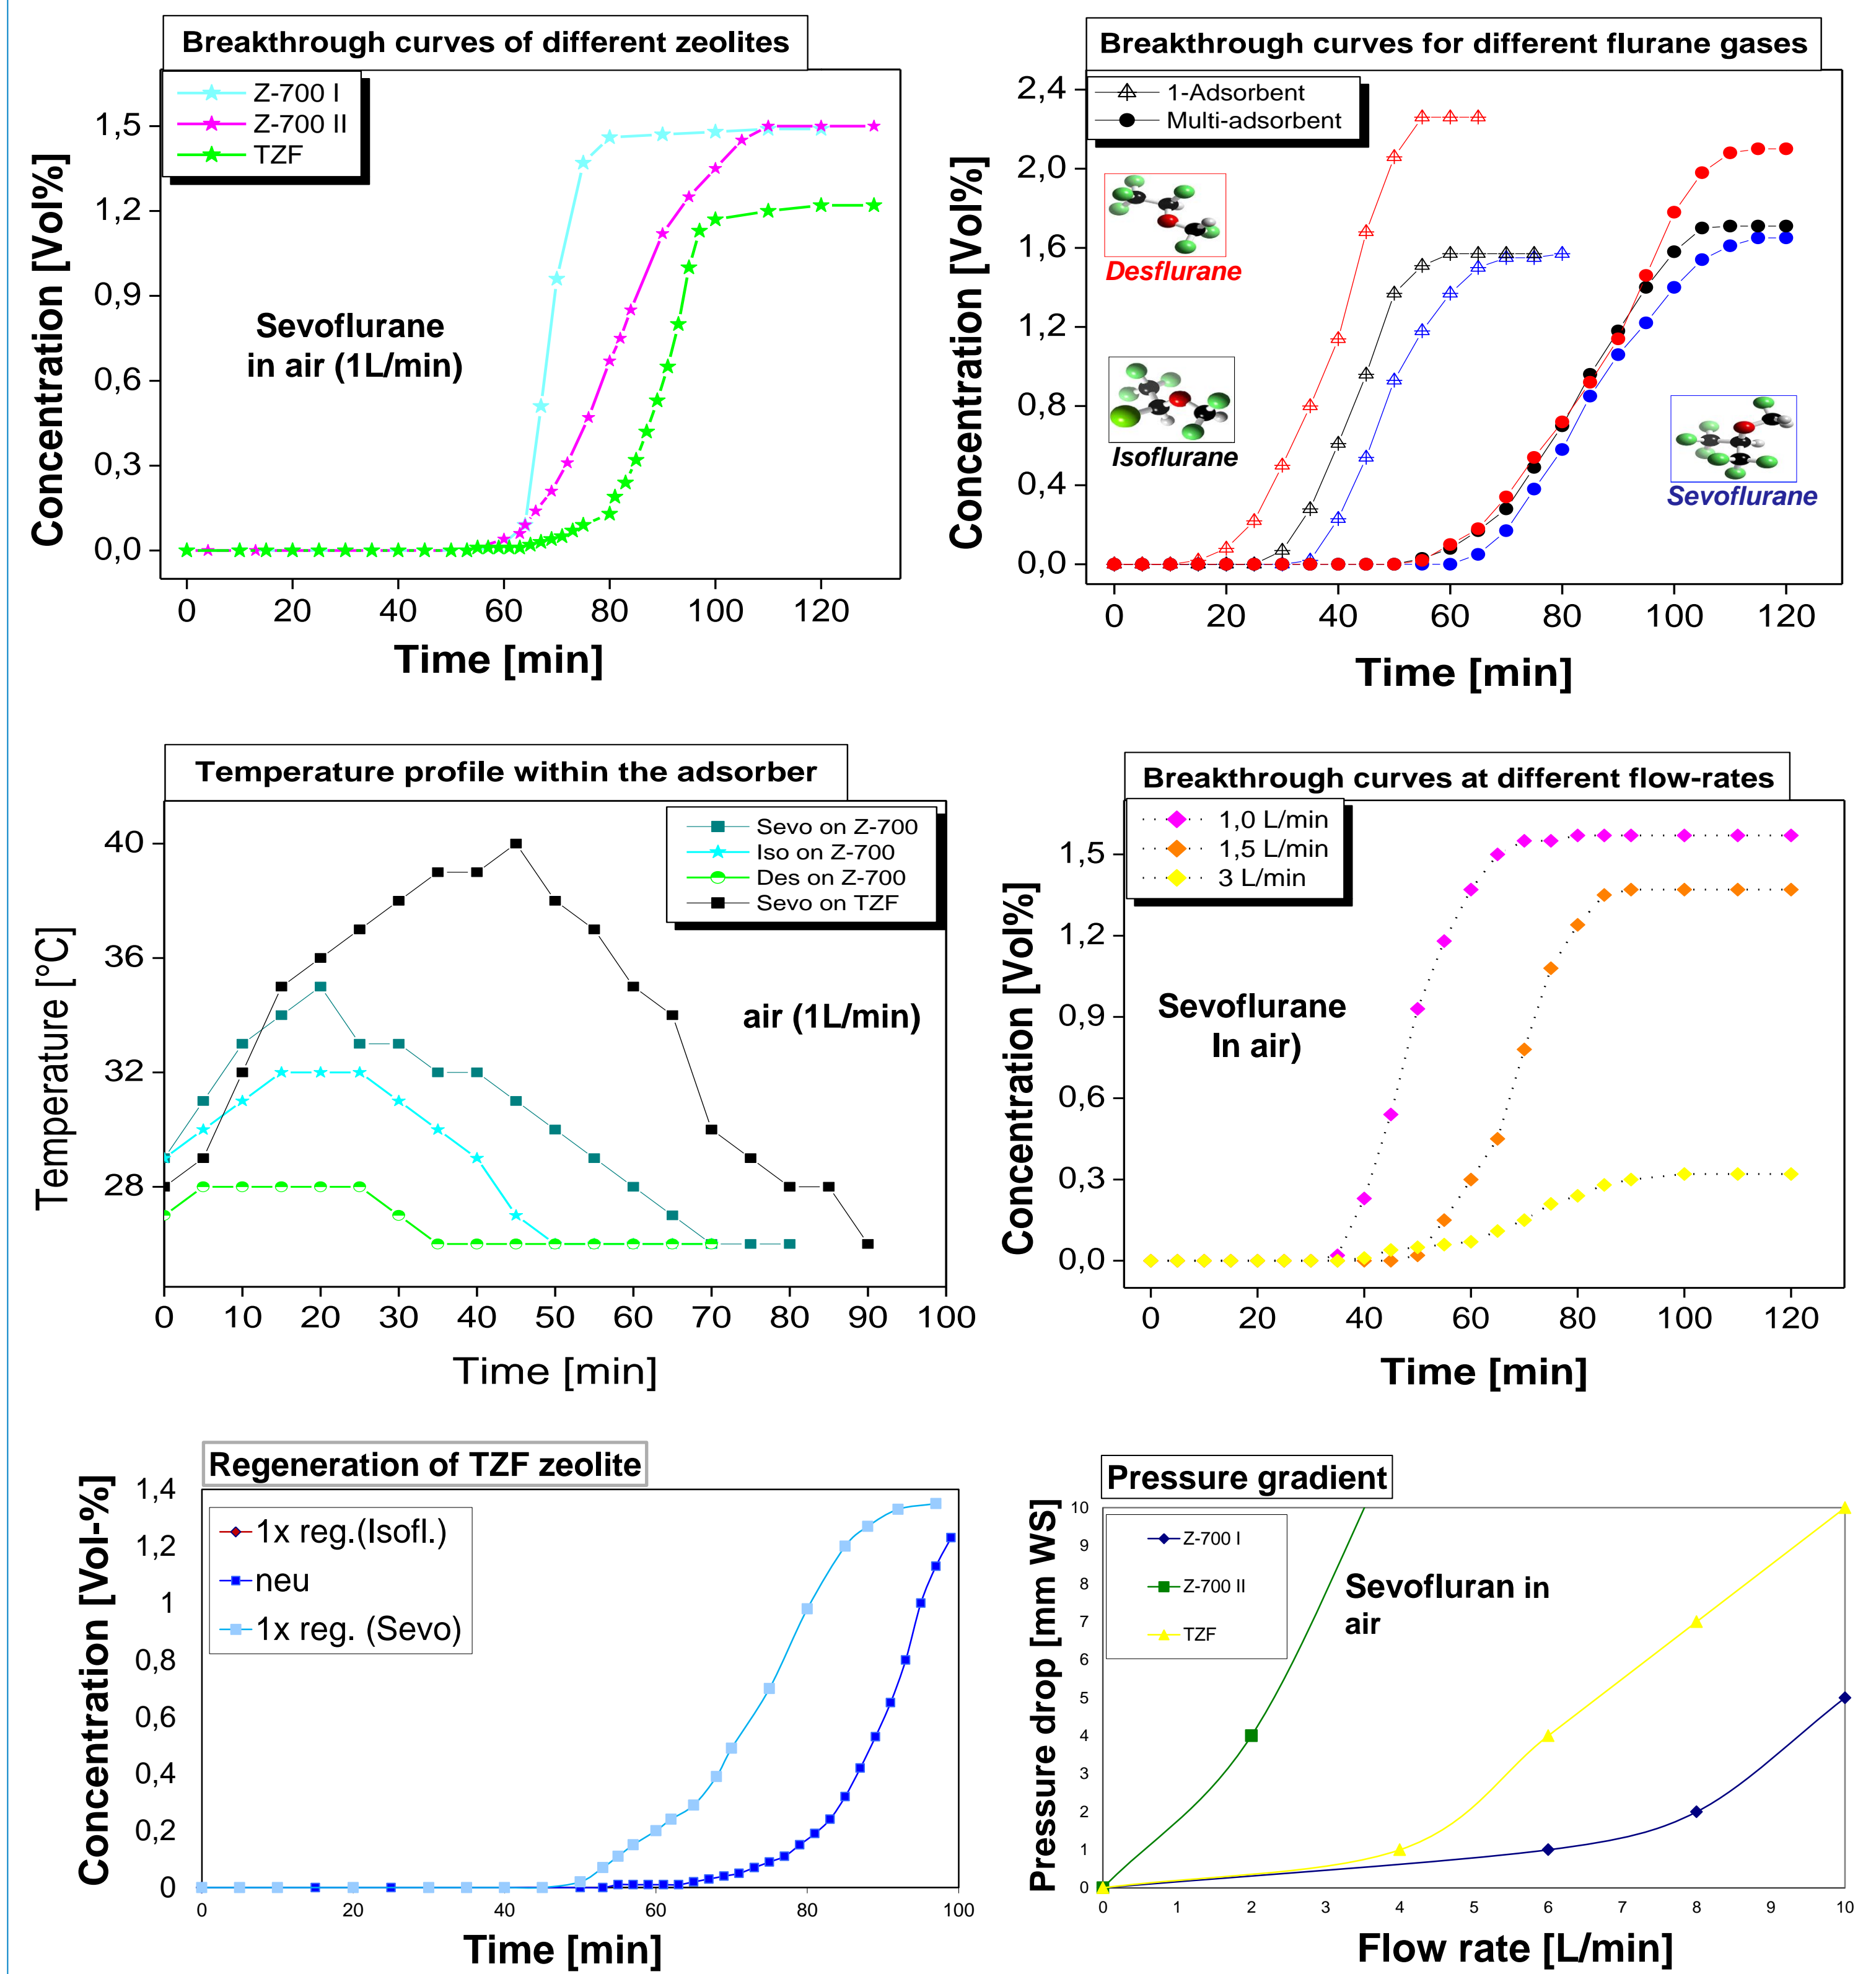 Breakthrough curves of different zeolites
Z-700 I
Z-700 II
TZF
Sevoflurane
in air (1L/min)
Concentration [Vol%]
1,5
1,2
0,9
0,6
0,3
0,0
0 20 40 60 80 100 120
Time [min]
Breakthrough curves for different flurane gases
1-Adsorbent
Multi-adsorbent
Desflurane
Isoflurane
Sevoflurane
Concentration [Vol%]
2,4
2,0
1,6
1,2
0,8
0,4
0,0
0 20 40 60 80 100 120
Time [min]
Temperature profile within the adsorber
Sevo on Z-700
Iso on Z-700
Des on Z-700
Sevo on TZF
air (1L/min)
Temperature [°C]
40
36
32
28
0 10 20 30 40 50 60 70 80 90 100
Time [min]
Breakthrough curves at different flow-rates
1,0 L/min
1,5 L/min
3 L/min
Sevoflurane
In air)
Concentration [Vol%]
1,5
1,2
0,9
0,6
0,3
0,0
0 20 40 60 80 100 120
Time [min]
Regeneration of TZF zeolite
1x reg.(Isofl.)
neu
1x reg. (Sevo)
Concentration [Vol-%]
1,4
1,2
1
0,8
0,6
0,4
0,2
0
0 20 40 60 80 100
Time [min]
Pressure gradient
Z-700 I
Z-700 II
TZF
Sevofluran in
air
Pressure drop [mm WS]
10
9
8
7
6
5
4
3
2
1
0
0 1 2 3 4 5 6 7 8 9 10
Flow rate [L/min]